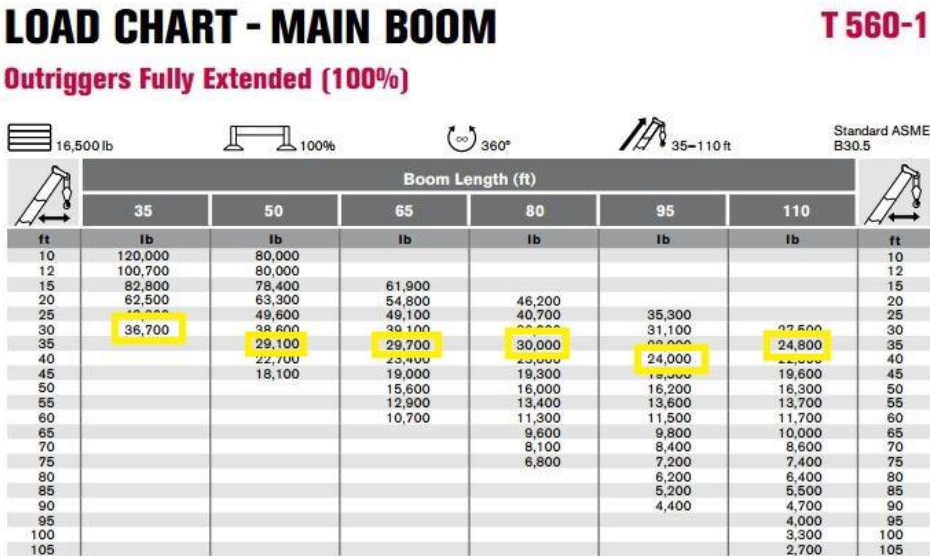 LOAD CHART - MAIN BOOM T 560-1
Outriggers Fully Extended (100%)
16,500 lb 100% 360° 35–110 ft Standard ASME B30.5
Boom Length (ft)
35 50 65 80 95 110
ft lb lb lb lb lb lb ft
10 120,000 80,000 10
12 100,700 80,000 12
15 82,800 78,400 61,900 15
20 62,500 63,300 54,800 46,200 20
25 49,600 49,100 40,700 35,300 25
30 36,700 38,600 39,100 31,100 27,500 30
35 29,100 29,700 30,000 24,800 35
40 22,700 23,400 24,000 40
45 18,100 19,000 19,300 19,600 45
50 15,600 16,000 16,200 16,300 50
55 12,900 13,400 13,600 13,700 55
60 10,700 11,300 11,500 11,700 60
65 9,600 9,800 10,000 65
70 8,100 8,400 8,600 70
75 6,800 7,200 7,400 75
80 6,200 6,400 80
85 5,200 5,500 85
90 4,400 4,700 90
95 4,000 95
100 3,300 100
105 2,700 105